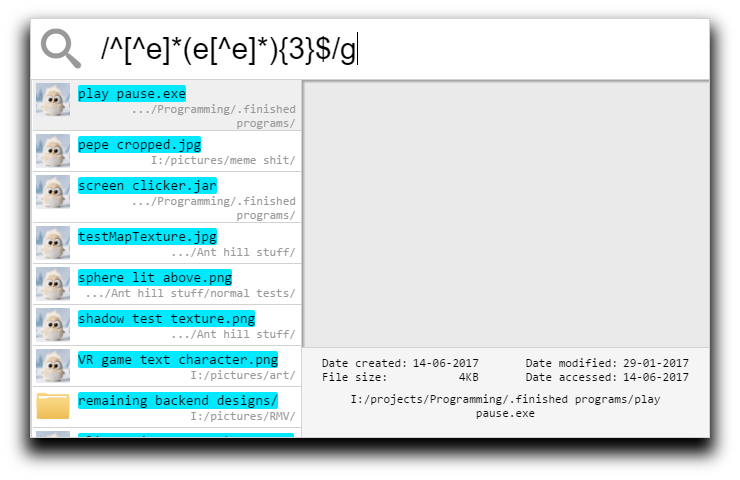 /^[^e]*(e[^e]*){3}$/g
play pause.exe
.../Programming/.finished
programs/
pepe cropped.jpg
I:/pictures/meme shit/
screen clicker.jar
.../Programming/.finished
programs/
testMapTexture.jpg
.../Ant hill stuff/
sphere lit above.png
.../Ant hill stuff/normal tests/
shadow test texture.png
.../Ant hill stuff/
VR game text character.png
I:/pictures/art/
remaining backend designs/
I:/pictures/RMV/
Date created: 14-06-2017 Date modified: 29-01-2017
File size: 4KB Date accessed: 14-06-2017
I:/projects/Programming/.finished programs/play
pause.exe